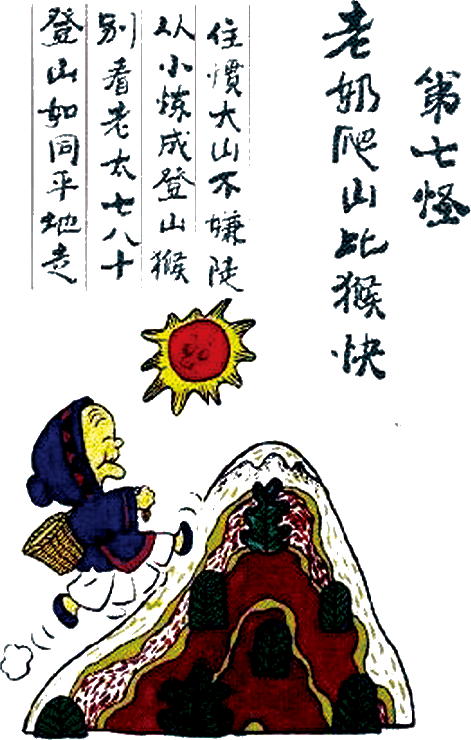 第七怪
老奶爬山比猴快
住惯大山不嫌陡
从小炼成登山猴
别看老太七八十
登山如同平地走